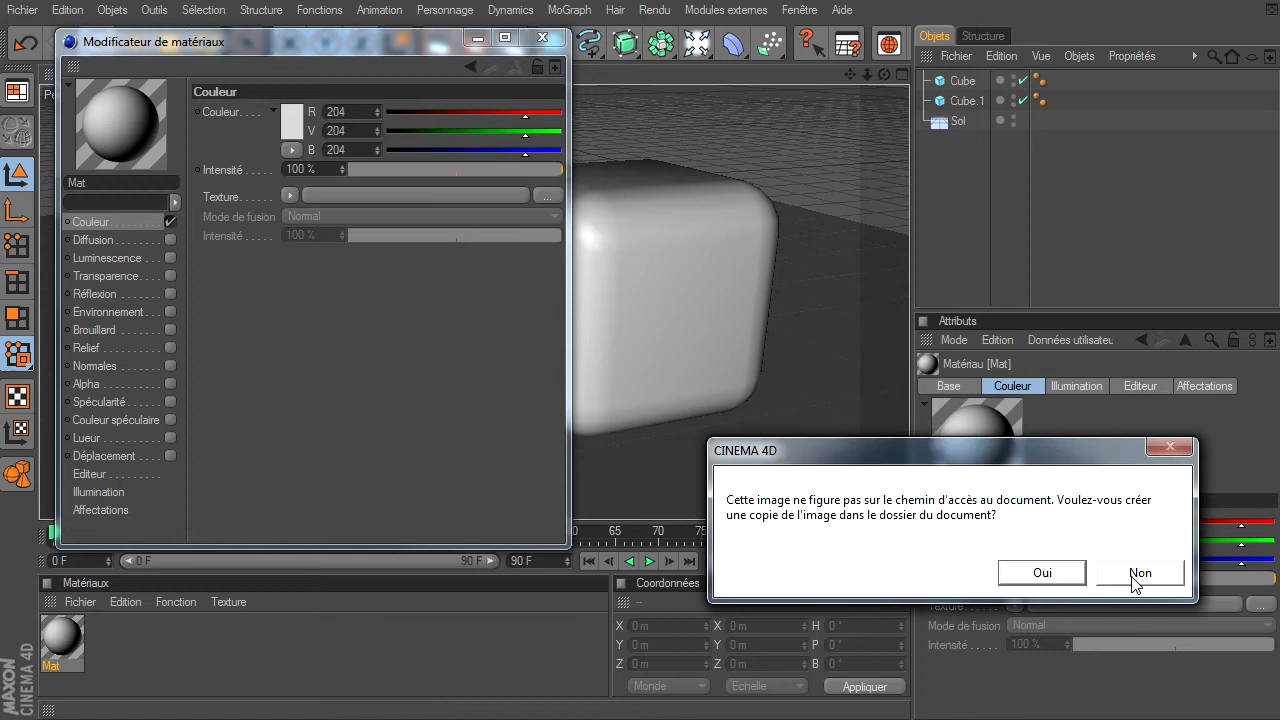 Fichier Edition Outils Sélection Structure Fonctions Animation Personnage Dynamics MoGraph Hair Rendu Modules externes Fenêtre Aide
Modificateur de matériaux
Couleur
Couleur. . . . R 204
V 204
B 204
Intensité . . . . . 100 %
Texture. . . . . . ...
Mode de fusion Normal
Intensité . . . . . 100 %
Mat
Couleur
Diffusion
Luminescence
Transparence
Réflexion
Environnement
Brouillard
Relief
Normales
Alpha
Spécularité
Couleur spéculaire
Lueur
Déplacement
Editeur
Illumination
Affectations
Objets Structure
Fichier Edition Vue Objets Propriétés
Cube
Cube.1
Sol
Attributs
Mode Edition Données utilisateur
Matériau [Mat]
Base Couleur Illumination Editeur Affectations
CINEMA 4D
Cette image ne figure pas sur le chemin d'accès au document. Voulez-vous créer
une copie de l'image dans le dossier du document?
Oui Non
Texture. . . . . . ...
Mode de fusion Normal
Intensité . . . . . 100 %
65 70 75
0 F 0 F 90 F 90 F
Matériaux
Fichier Edition Fonction Texture
Mat
Coordonnées
--
X 0 m X 0 m H 0 °
Y 0 m Y 0 m P 0 °
Z 0 m Z 0 m B 0 °
Monde Echelle Appliquer
MAXON
CINEMA 4D